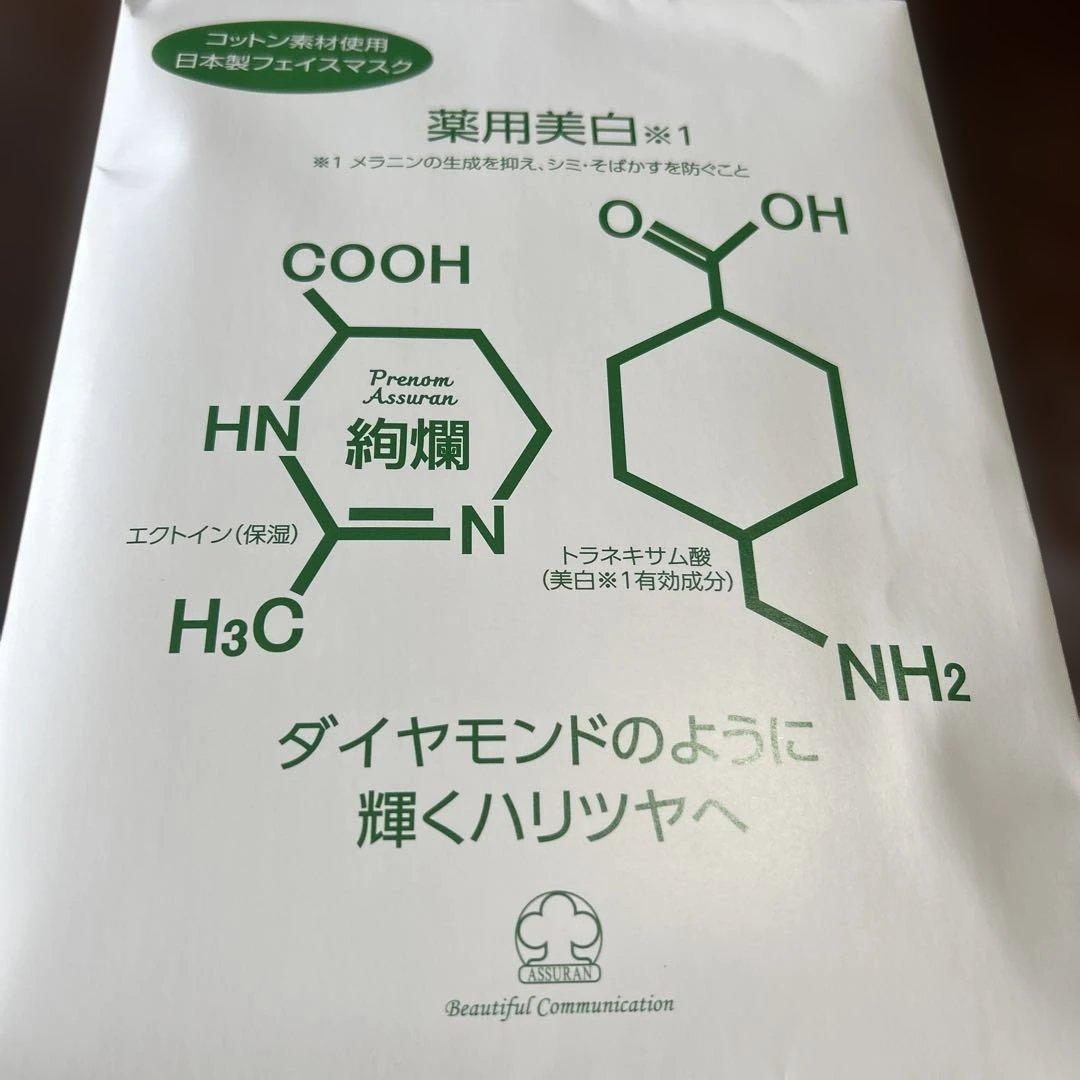 コットン素材使用
日本製フェイスマスク
薬用美白※1
※1 メラニンの生成を抑え、シミ・そばかすを防ぐこと
O
OH
COOH
Prenom
Assuran
HN
絢爛
エクトイン(保湿)
N
トラネキサム酸
(美白※1有効成分)
H3C
NH2
ダイヤモンドのように
輝くハリツヤへ
ASSURAN
Beautiful Communication